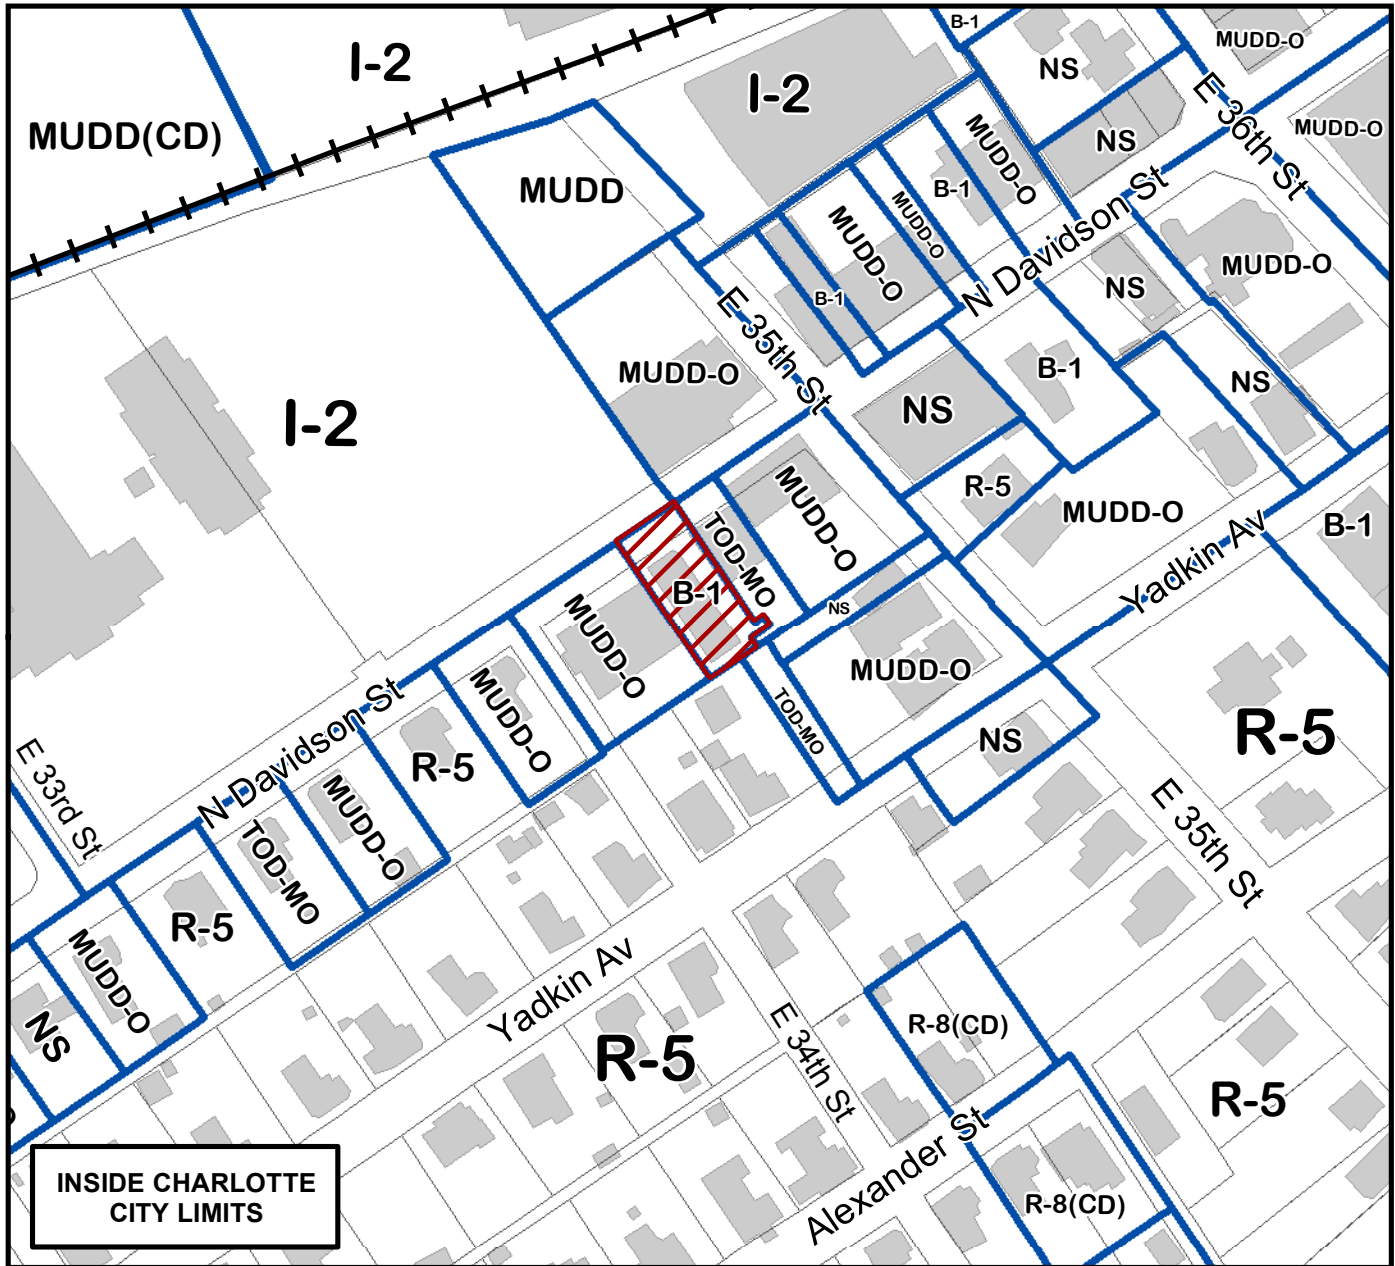 B-1
MUDD-O
I-2
NS
I-2
E 36th St
MUDD(CD)
MUDD-O
NS
MUDD-O
MUDD
B-1
MUDD-O
MUDD-O
N Davidson St
MUDD-O
NS
B-1
E 35th St
MUDD-O
B-1
NS
I-2
NS
R-5
MUDD-O
MUDD-O
B-1
TOD-MO
Yadkin Av
B-1
NS
MUDD-O
MUDD-O
MUDD-O
TOD-MO
N Davidson St
R-5
NS
R-5
E 33rd St
MUDD-O
TOD-MO
E 35th St
R-5
MUDD-O
NS
Yadkin Av
R-5
E 34th St
R-8(CD)
R-5
Alexander St
R-8(CD)
INSIDE CHARLOTTE
CITY LIMITS